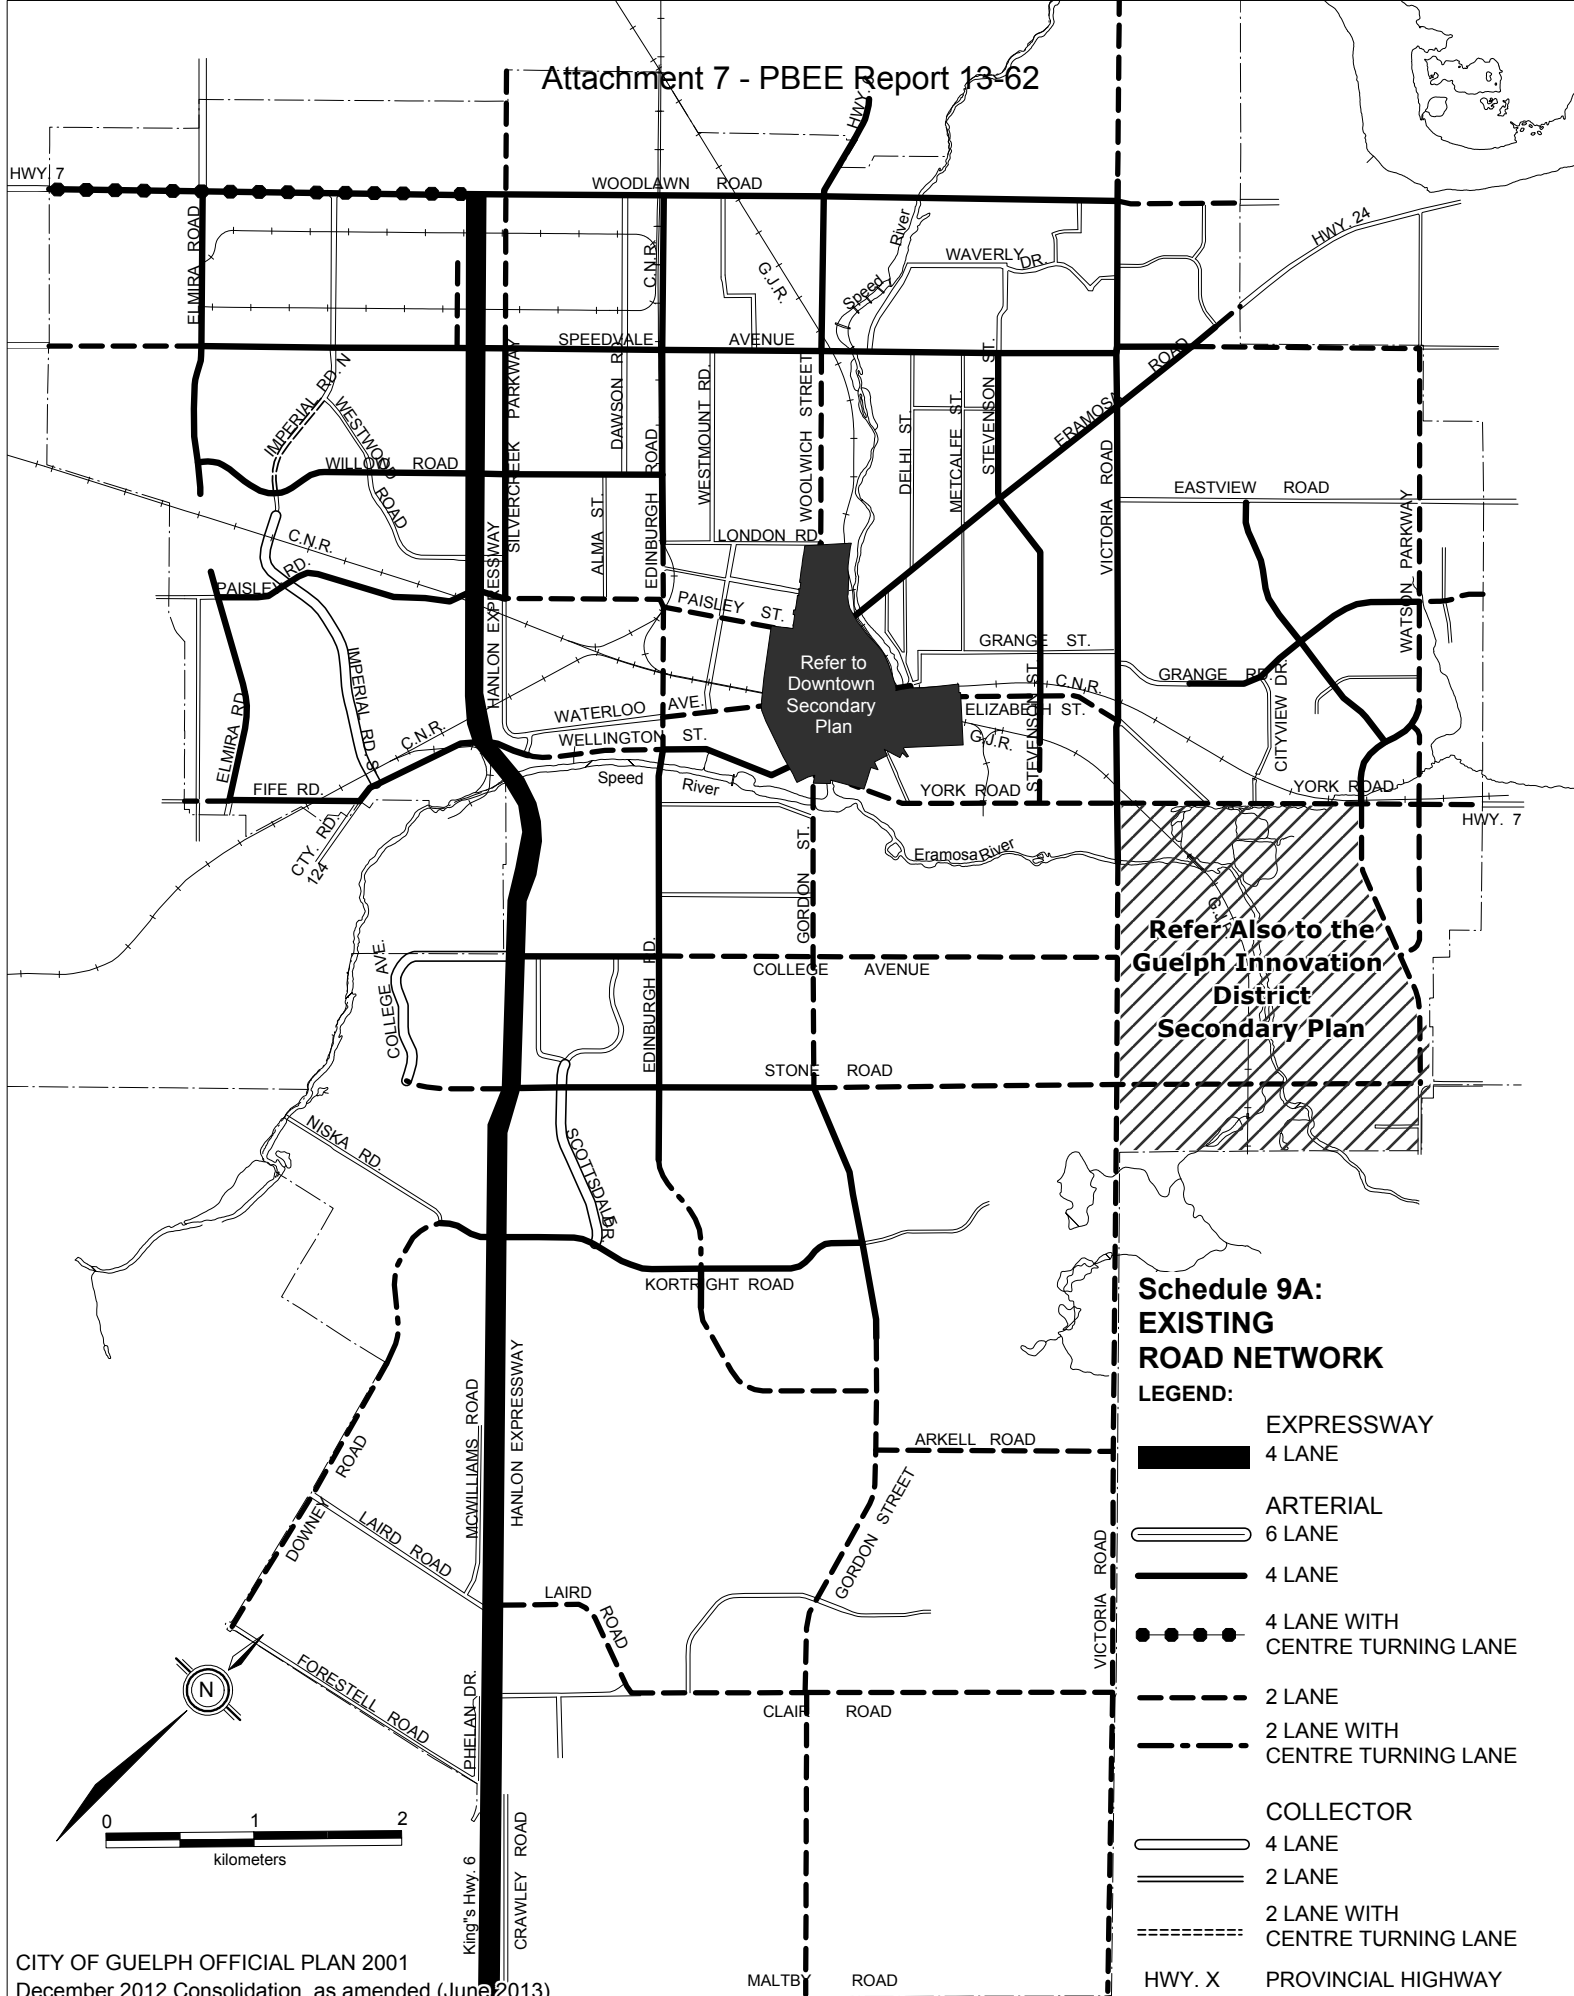 Attachment 7 - PBEE Report 13-62
HWY.
HWY. 7
WOODLAWN ROAD
HWY. 24
ELMIRA ROAD
C.N.R.
G.J.R.
Speed
River
WAVERLY DR.
SPEEDVALE AVENUE
IMPERIAL RD. N
WESTWOOD ROAD
WILLOW ROAD
SILVERCREEK PARKWAY
DAWSON RD.
EDINBURGH ROAD
WESTMOUNT RD.
WOOLWICH STREET
DELHI ST.
METCALFE ST.
STEVENSON ST.
ERAMOSA ROAD
VICTORIA ROAD
EASTVIEW ROAD
WATSON PARKWAY
C.N.R.
PAISLEY RD.
HANLON EXPRESSWAY
ALMA ST.
LONDON RD.
PAISLEY ST.
GRANGE ST.
GRANGE RD.
CITYVIEW DR.
Refer to
Downtown
Secondary
Plan
C.N.R.
ELIZABETH ST.
G.J.R.
STEVENSON ST.
ELMIRA RD.
IMPERIAL RD. S
C.N.R.
WATERLOO AVE.
WELLINGTON ST.
Speed River
FIFE RD.
CTY. RD.
124
YORK ROAD
YORK ROAD
HWY. 7
Eramosa River
GORDON ST.
G.J.R.
Refer Also to the
Guelph Innovation
District
Secondary Plan
COLLEGE AVE.
EDINBURGH RD.
COLLEGE AVENUE
STONE ROAD
NISKA RD.
SCOTTSDALE DR.
KORTRIGHT ROAD
MCWILLIAMS ROAD
HANLON EXPRESSWAY
ARKELL ROAD
GORDON STREET
DOWNEY ROAD
LAIRD ROAD
LAIRD ROAD
VICTORIA ROAD
FORESTELL ROAD
PHELAN DR.
CLAIR ROAD
King"s Hwy. 6
CRAWLEY ROAD
MALTBY ROAD
N
0 1 2
kilometers
Schedule 9A:
EXISTING
ROAD NETWORK
LEGEND:
EXPRESSWAY
4 LANE
ARTERIAL
6 LANE
4 LANE
4 LANE WITH
CENTRE TURNING LANE
2 LANE
2 LANE WITH
CENTRE TURNING LANE
COLLECTOR
4 LANE
2 LANE
2 LANE WITH
CENTRE TURNING LANE
HWY. X PROVINCIAL HIGHWAY
CITY OF GUELPH OFFICIAL PLAN 2001
December 2012 Consolidation, as amended (June 2013)